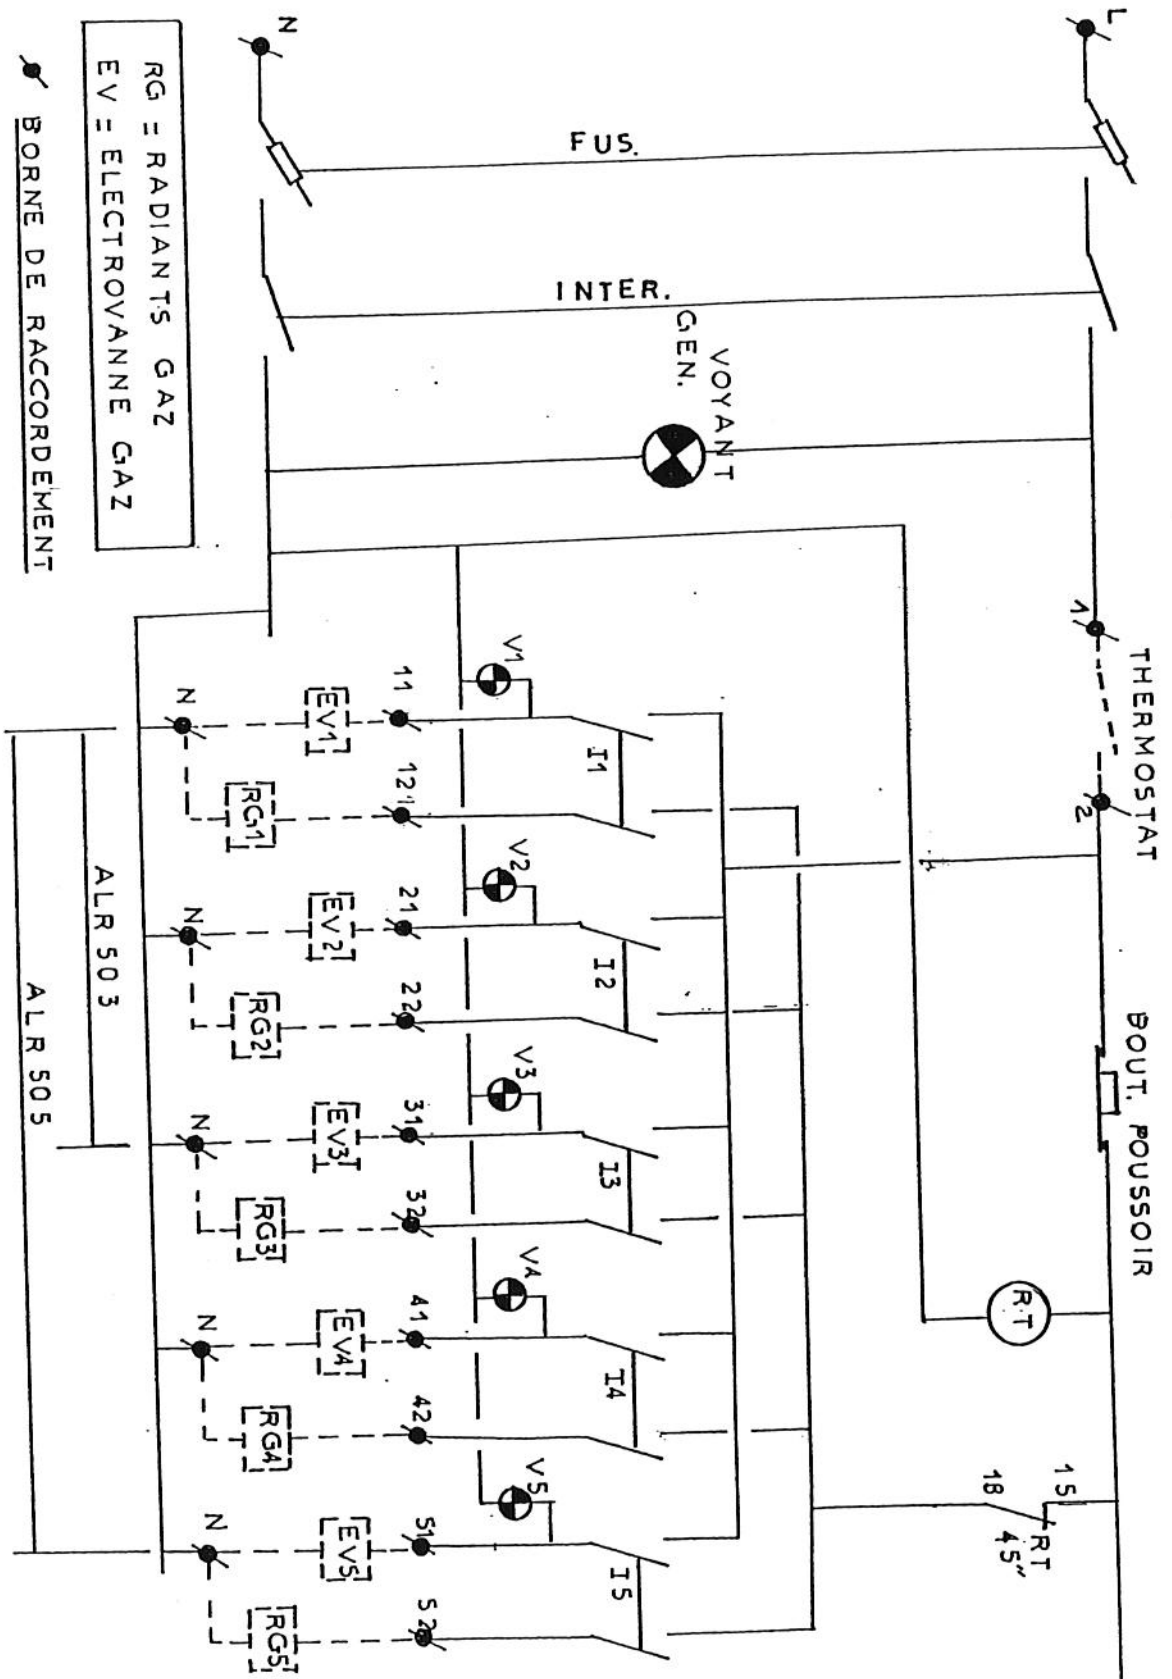 L
N
FUS.
INTER.
VOYANT
GEN.
THERMOSTAT
1
2
BOUT. POUSSOIR
R.T
15
18
RT
45"
I1
I2
I3
I4
I5
V1
V2
V3
V4
V5
11
121
21
22
31
32
41
42
51
52
EV1
RG1
EV2
RG2
EV3
RG3
EV4
RG4
EV5
RG5
N
N
N
N
N
ALR 503
ALR 505
RG = RADIANTS GAZ
EV = ELECTROVANNE GAZ
BORNE DE RACCORDEMENT